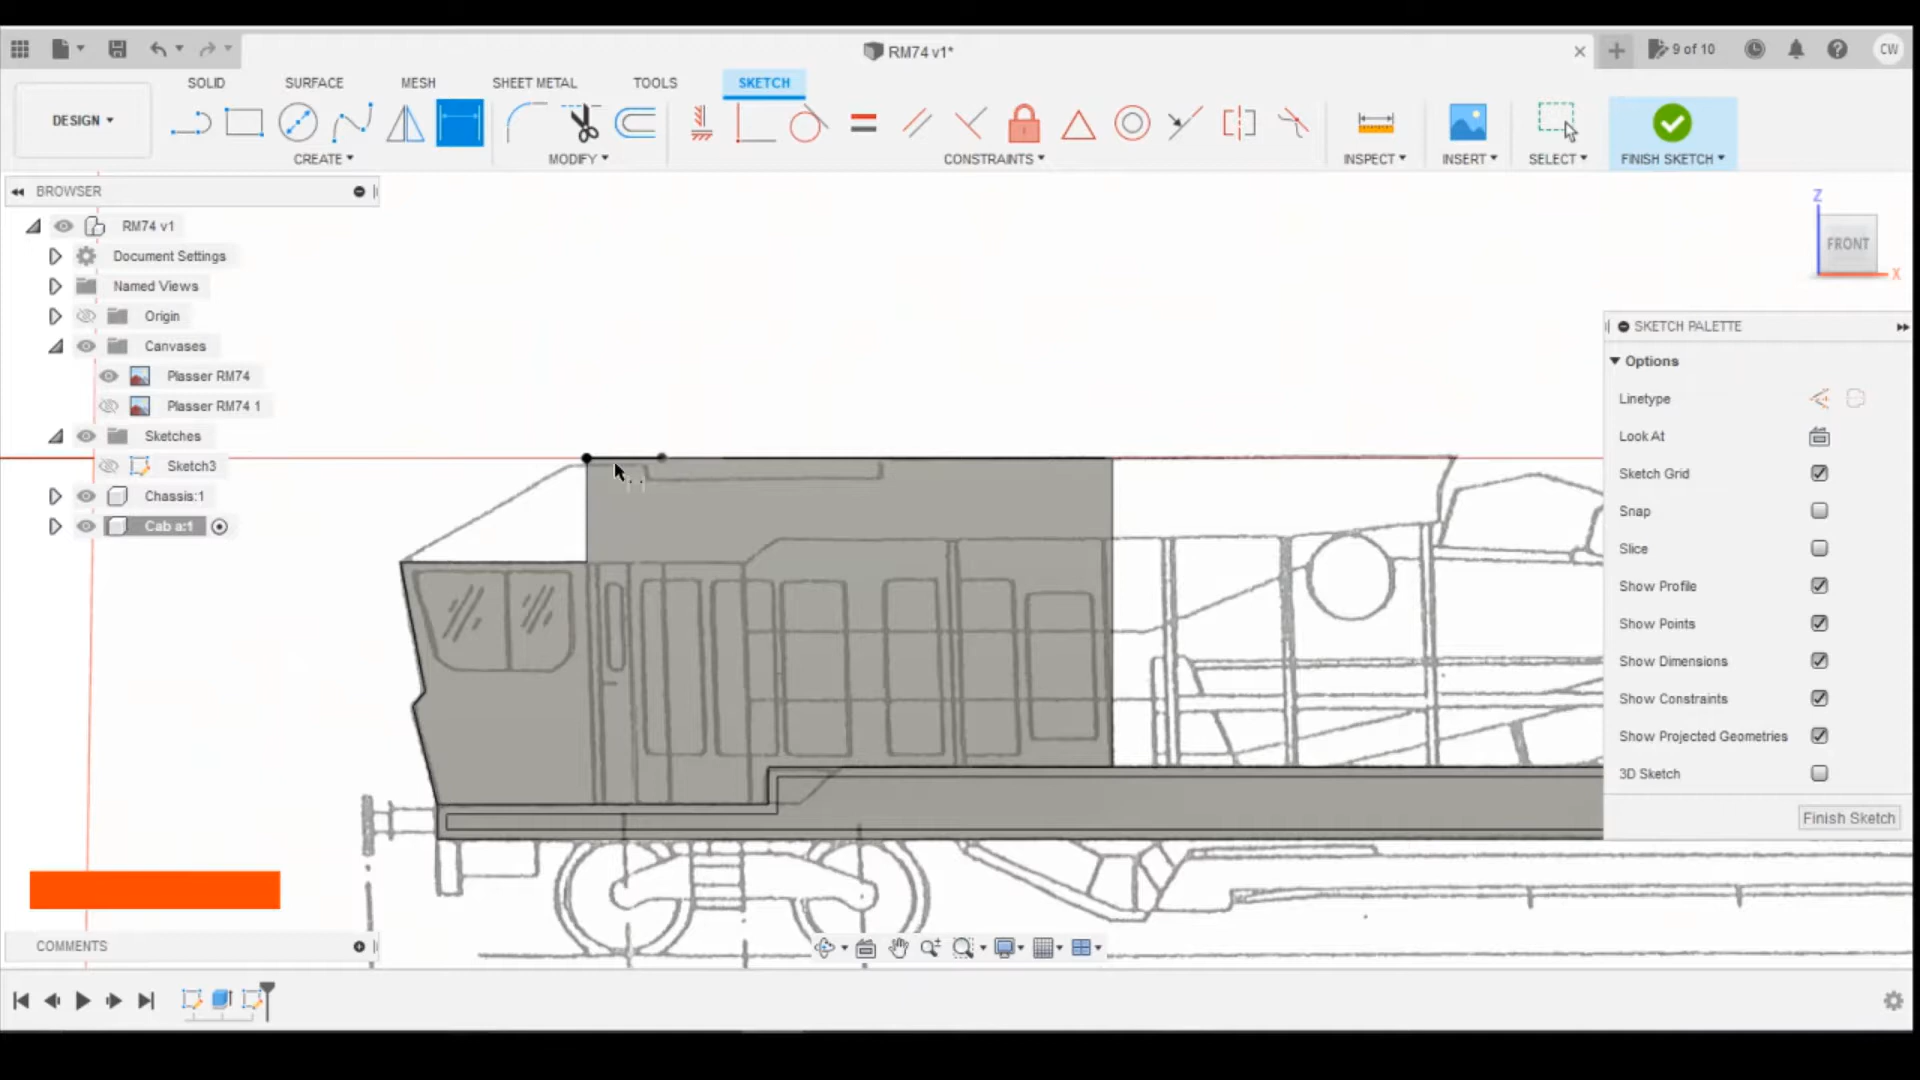 RM74 v1*
9 of 10
CW
DESIGN
SOLID
SURFACE
MESH
SHEET METAL
TOOLS
SKETCH
CREATE
MODIFY
CONSTRAINTS
INSPECT
INSERT
SELECT
FINISH SKETCH
BROWSER
RM74 v1
Document Settings
Named Views
Origin
Canvases
Plasser RM74
Plasser RM74 1
Sketches
Sketch3
Chassis:1
Cab a:1
Z
FRONT
X
SKETCH PALETTE
Options
Linetype
Look At
Sketch Grid
Snap
Slice
Show Profile
Show Points
Show Dimensions
Show Constraints
Show Projected Geometries
3D Sketch
Finish Sketch
COMMENTS